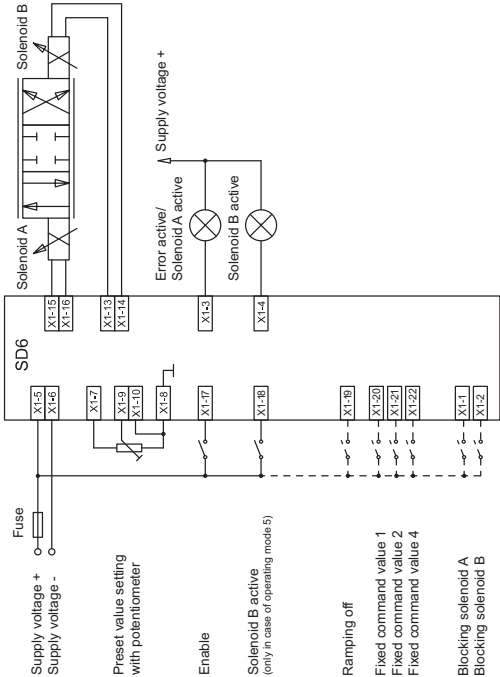 Solenoid A
Solenoid B
Supply voltage +
Error active/
Solenoid A active
Solenoid B active
SD6
X1-15
X1-16
X1-13
X1-14
X1-3
X1-4
X1-5
X1-6
X1-7
X1-9
X1-10
X1-8
X1-17
X1-18
X1-19
X1-20
X1-21
X1-22
X1-1
X1-2
Fuse
Supply voltage +
Supply voltage -
Preset value setting
with potentiometer
Enable
Solenoid B active
(only in case of operating mode 5)
Ramping off
Fixed command value 1
Fixed command value 2
Fixed command value 4
Blocking solenoid A
Blocking solenoid B